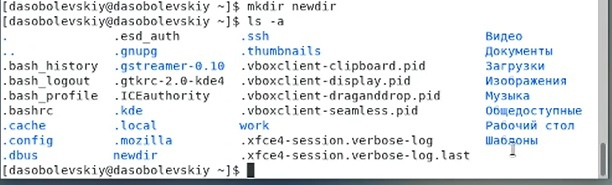 [dasobolevskiy@dasobolevskiy ~]$ mkdir newdir
[dasobolevskiy@dasobolevskiy ~]$ ls -a
. .esd_auth .ssh Видео
.. .gnupg .thumbnails Документы
.bash_history .gstreamer-0.10 .vboxclient-clipboard.pid Загрузки
.bash_logout .gtkrc-2.0-kde4 .vboxclient-display.pid Изображения
.bash_profile .ICEauthority .vboxclient-draganddrop.pid Музыка
.bashrc .kde .vboxclient-seamless.pid Общедоступные
.cache .local work Рабочий стол
.config .mozilla .xfce4-session.verbose-log Шаблоны
.dbus newdir .xfce4-session.verbose-log.last
[dasobolevskiy@dasobolevskiy ~]$